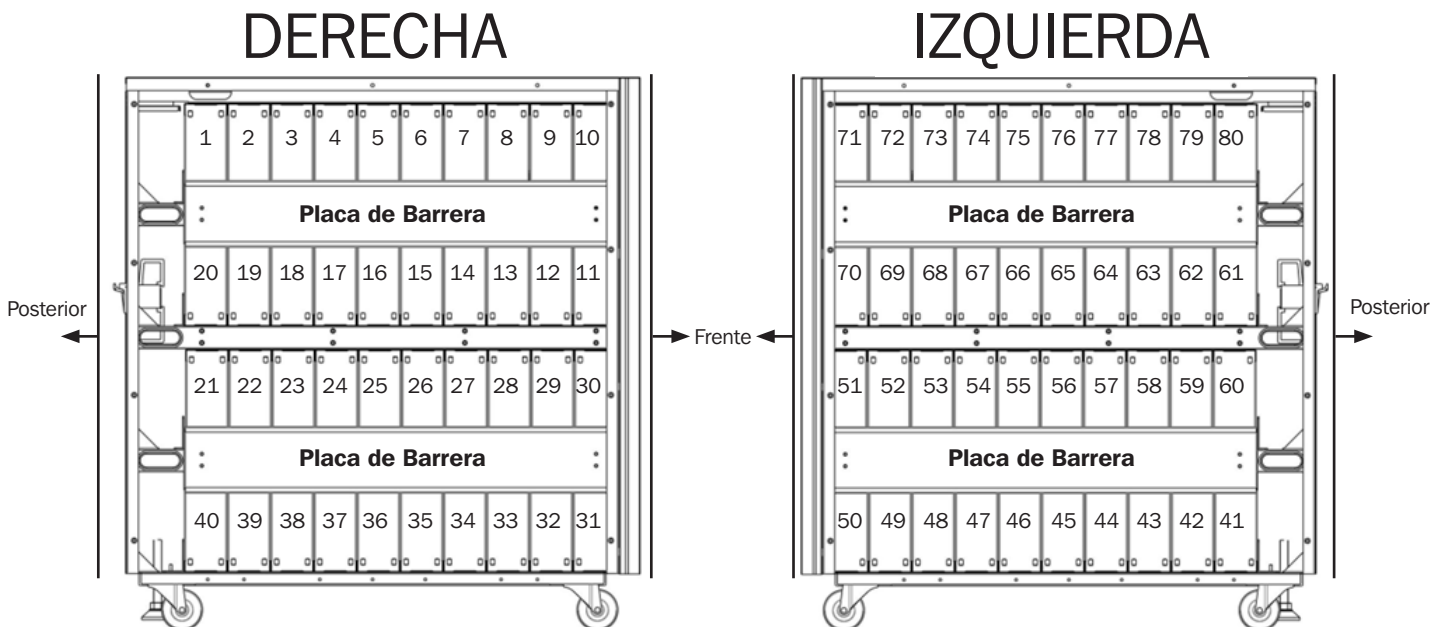 DERECHA
1 2 3 4 5 6 7 8 9 10
Placa de Barrera
20 19 18 17 16 15 14 13 12 11
Posterior
21 22 23 24 25 26 27 28 29 30
Placa de Barrera
40 39 38 37 36 35 34 33 32 31
Frente
IZQUIERDA
71 72 73 74 75 76 77 78 79 80
Placa de Barrera
70 69 68 67 66 65 64 63 62 61
Posterior
51 52 53 54 55 56 57 58 59 60
Placa de Barrera
50 49 48 47 46 45 44 43 42 41